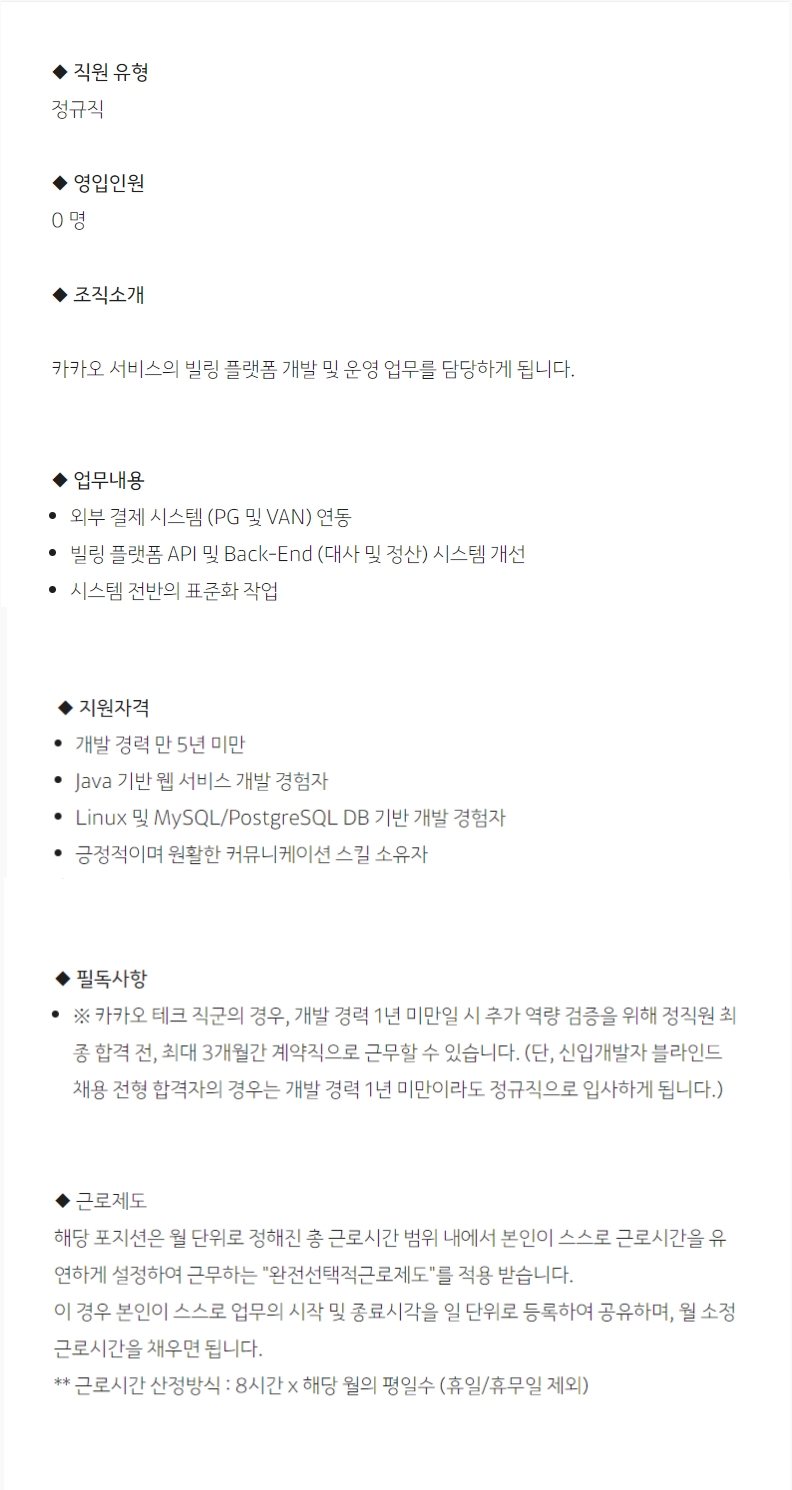 ◆ 직원 유형
정규직
◆ 영입인원
0 명
◆ 조직소개
카카오 서비스의 빌링 플랫폼 개발 및 운영 업무를 담당하게 됩니다.
◆ 업무내용
• 외부 결제 시스템 (PG 및 VAN) 연동
• 빌링 플랫폼 API 및 Back-End (대사 및 정산) 시스템 개선
• 시스템 전반의 표준화 작업
◆ 지원자격
• 개발 경력 만 5년 미만
• Java 기반 웹 서비스 개발 경험자
• Linux 및 MySQL/PostgreSQL DB 기반 개발 경험자
• 긍정적이며 원활한 커뮤니케이션 스킬 소유자
◆ 필독사항
• ※ 카카오 테크 직군의 경우, 개발 경력 1년 미만일 시 추가 역량 검증을 위해 정직원 최
종 합격 전, 최대 3개월간 계약직으로 근무할 수 있습니다. (단, 신입개발자 블라인드
채용 전형 합격자의 경우는 개발 경력 1년 미만이라도 정규직으로 입사하게 됩니다.)
◆ 근로제도
해당 포지션은 월 단위로 정해진 총 근로시간 범위 내에서 본인이 스스로 근로시간을 유
연하게 설정하여 근무하는 "완전선택적근로제도"를 적용 받습니다.
이 경우 본인이 스스로 업무의 시작 및 종료시각을 일 단위로 등록하여 공유하며, 월 소정
근로시간을 채우면 됩니다.
** 근로시간 산정방식 : 8시간 x 해당 월의 평일수 (휴일/휴무일 제외)